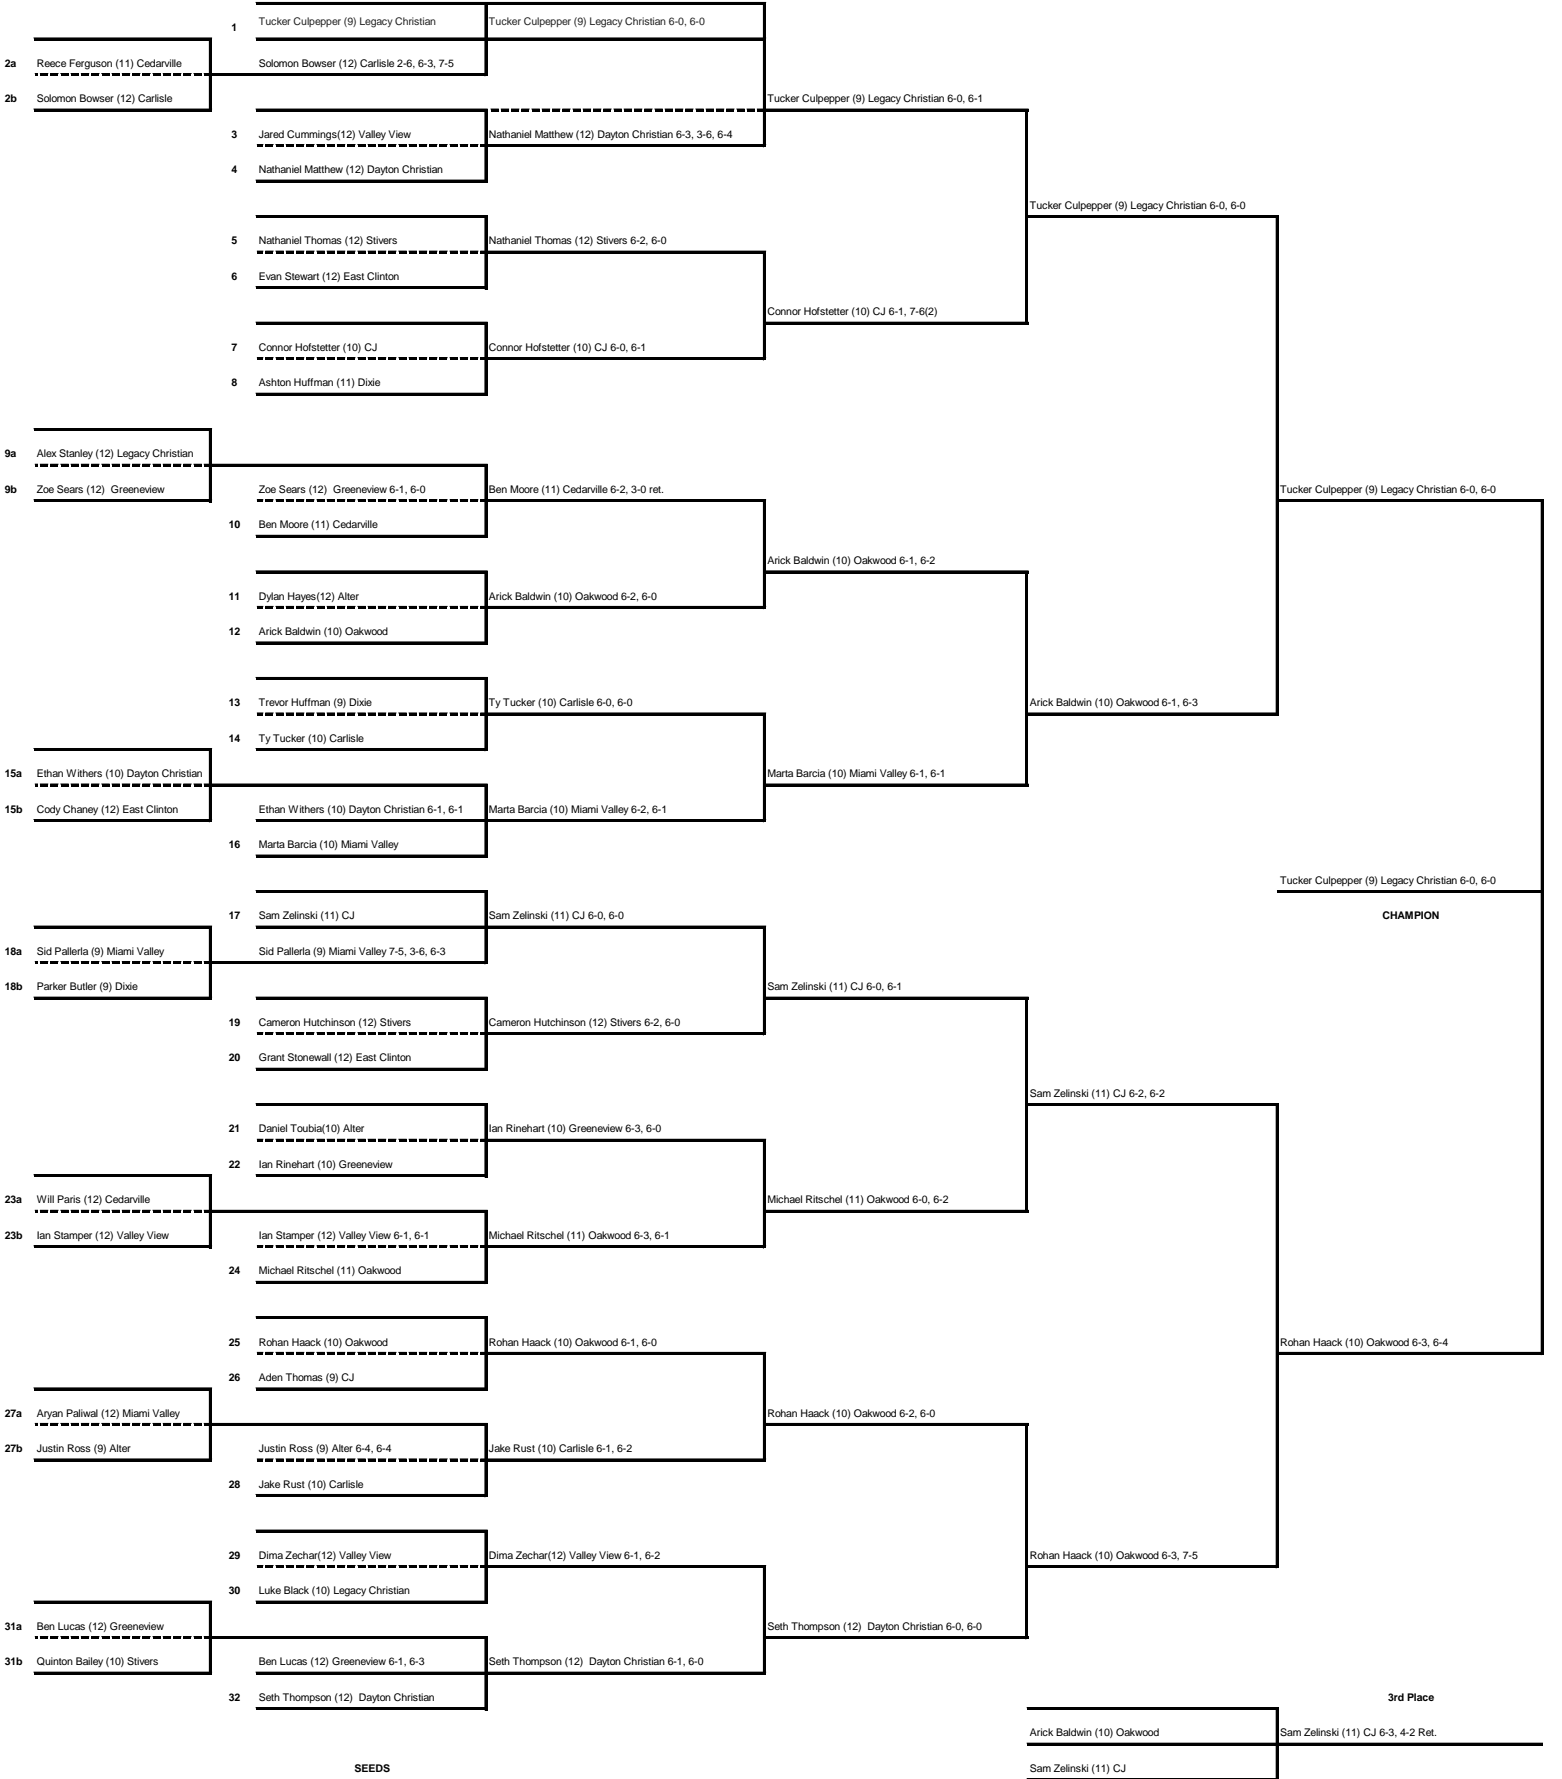 1 Tucker Culpepper (9) Legacy Christian Tucker Culpepper (9) Legacy Christian 6-0, 6-0
2a Reece Ferguson (11) Cedarville Solomon Bowser (12) Carlisle 2-6, 6-3, 7-5
2b Solomon Bowser (12) Carlisle Tucker Culpepper (9) Legacy Christian 6-0, 6-1
3 Jared Cummings(12) Valley View Nathaniel Matthew (12) Dayton Christian 6-3, 3-6, 6-4
4 Nathaniel Matthew (12) Dayton Christian
Tucker Culpepper (9) Legacy Christian 6-0, 6-0
5 Nathaniel Thomas (12) Stivers Nathaniel Thomas (12) Stivers 6-2, 6-0
6 Evan Stewart (12) East Clinton
Connor Hofstetter (10) CJ 6-1, 7-6(2)
7 Connor Hofstetter (10) CJ Connor Hofstetter (10) CJ 6-0, 6-1
8 Ashton Huffman (11) Dixie
9a Alex Stanley (12) Legacy Christian
9b Zoe Sears (12) Greeneview Zoe Sears (12) Greeneview 6-1, 6-0 Ben Moore (11) Cedarville 6-2, 3-0 ret. Tucker Culpepper (9) Legacy Christian 6-0, 6-0
10 Ben Moore (11) Cedarville
Arick Baldwin (10) Oakwood 6-1, 6-2
11 Dylan Hayes(12) Alter Arick Baldwin (10) Oakwood 6-2, 6-0
12 Arick Baldwin (10) Oakwood
13 Trevor Huffman (9) Dixie Ty Tucker (10) Carlisle 6-0, 6-0 Arick Baldwin (10) Oakwood 6-1, 6-3
14 Ty Tucker (10) Carlisle
15a Ethan Withers (10) Dayton Christian Marta Barcia (10) Miami Valley 6-1, 6-1
15b Cody Chaney (12) East Clinton Ethan Withers (10) Dayton Christian 6-1, 6-1 Marta Barcia (10) Miami Valley 6-2, 6-1
16 Marta Barcia (10) Miami Valley
Tucker Culpepper (9) Legacy Christian 6-0, 6-0
17 Sam Zelinski (11) CJ Sam Zelinski (11) CJ 6-0, 6-0 CHAMPION
18a Sid Pallerla (9) Miami Valley Sid Pallerla (9) Miami Valley 7-5, 3-6, 6-3
18b Parker Butler (9) Dixie Sam Zelinski (11) CJ 6-0, 6-1
19 Cameron Hutchinson (12) Stivers Cameron Hutchinson (12) Stivers 6-2, 6-0
20 Grant Stonewall (12) East Clinton
Sam Zelinski (11) CJ 6-2, 6-2
21 Daniel Toubia(10) Alter Ian Rinehart (10) Greeneview 6-3, 6-0
22 Ian Rinehart (10) Greeneview
23a Will Paris (12) Cedarville Michael Ritschel (11) Oakwood 6-0, 6-2
23b Ian Stamper (12) Valley View Ian Stamper (12) Valley View 6-1, 6-1 Michael Ritschel (11) Oakwood 6-3, 6-1
24 Michael Ritschel (11) Oakwood
25 Rohan Haack (10) Oakwood Rohan Haack (10) Oakwood 6-1, 6-0 Rohan Haack (10) Oakwood 6-3, 6-4
26 Aden Thomas (9) CJ
27a Aryan Paliwal (12) Miami Valley Rohan Haack (10) Oakwood 6-2, 6-0
27b Justin Ross (9) Alter Justin Ross (9) Alter 6-4, 6-4 Jake Rust (10) Carlisle 6-1, 6-2
28 Jake Rust (10) Carlisle
29 Dima Zechar(12) Valley View Dima Zechar(12) Valley View 6-1, 6-2 Rohan Haack (10) Oakwood 6-3, 7-5
30 Luke Black (10) Legacy Christian
31a Ben Lucas (12) Greeneview Seth Thompson (12) Dayton Christian 6-0, 6-0
31b Quinton Bailey (10) Stivers Ben Lucas (12) Greeneview 6-1, 6-3 Seth Thompson (12) Dayton Christian 6-1, 6-0
32 Seth Thompson (12) Dayton Christian 3rd Place
Arick Baldwin (10) Oakwood Sam Zelinski (11) CJ 6-3, 4-2 Ret.
SEEDS Sam Zelinski (11) CJ